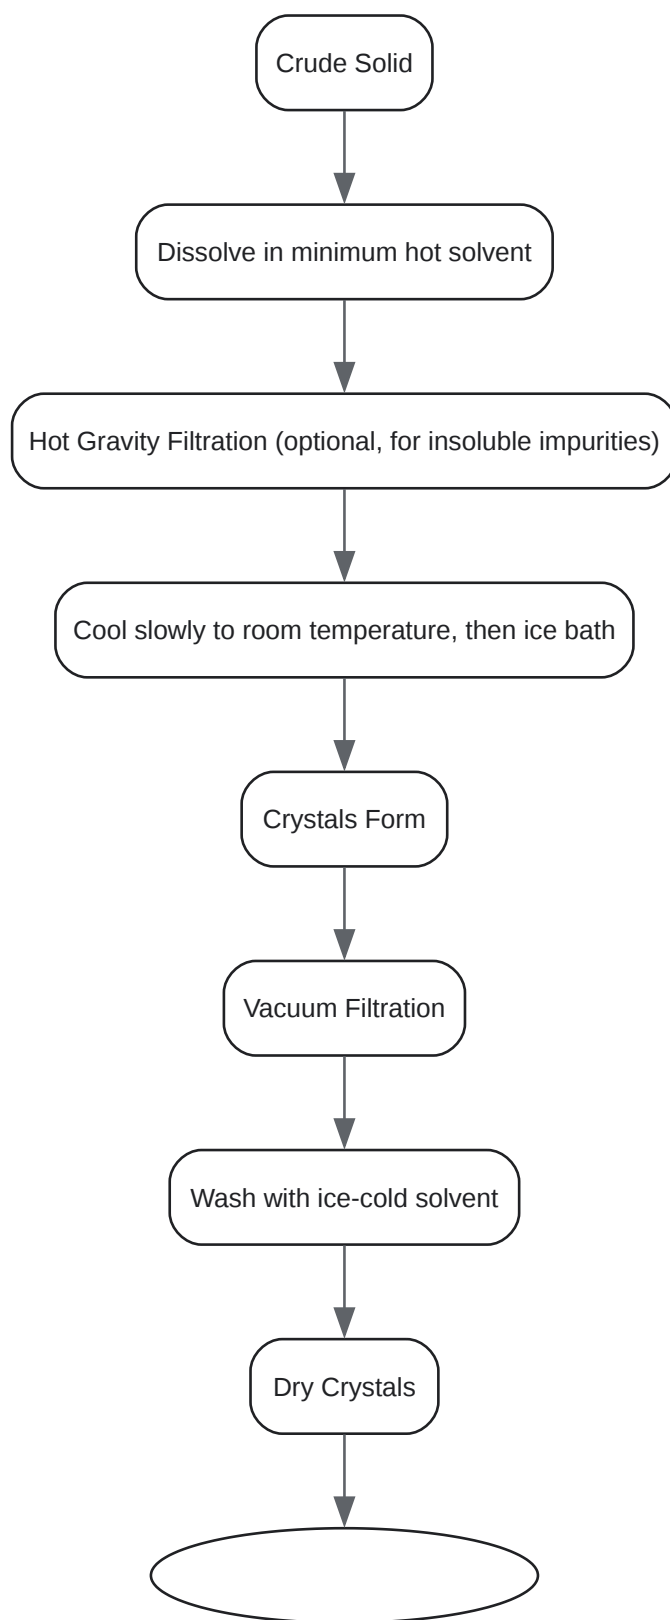 Crude Solid
Dissolve in minimum hot solvent
Hot Gravity Filtration (optional, for insoluble impurities)
Cool slowly to room temperature, then ice bath
Crystals Form
Vacuum Filtration
Wash with ice-cold solvent
Dry Crystals